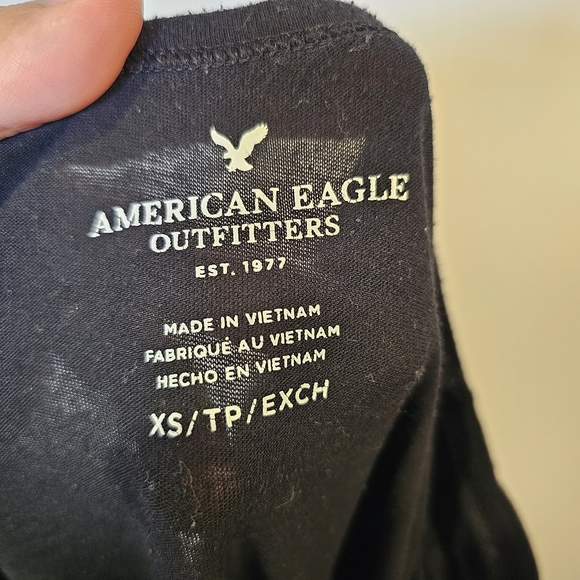 AMERICAN EAGLE
OUTFITTERS
EST. 1977
MADE IN VIETNAM
FABRIQUÉ AU VIETNAM
HECHO EN VIETNAM
XS/TP/EXCH